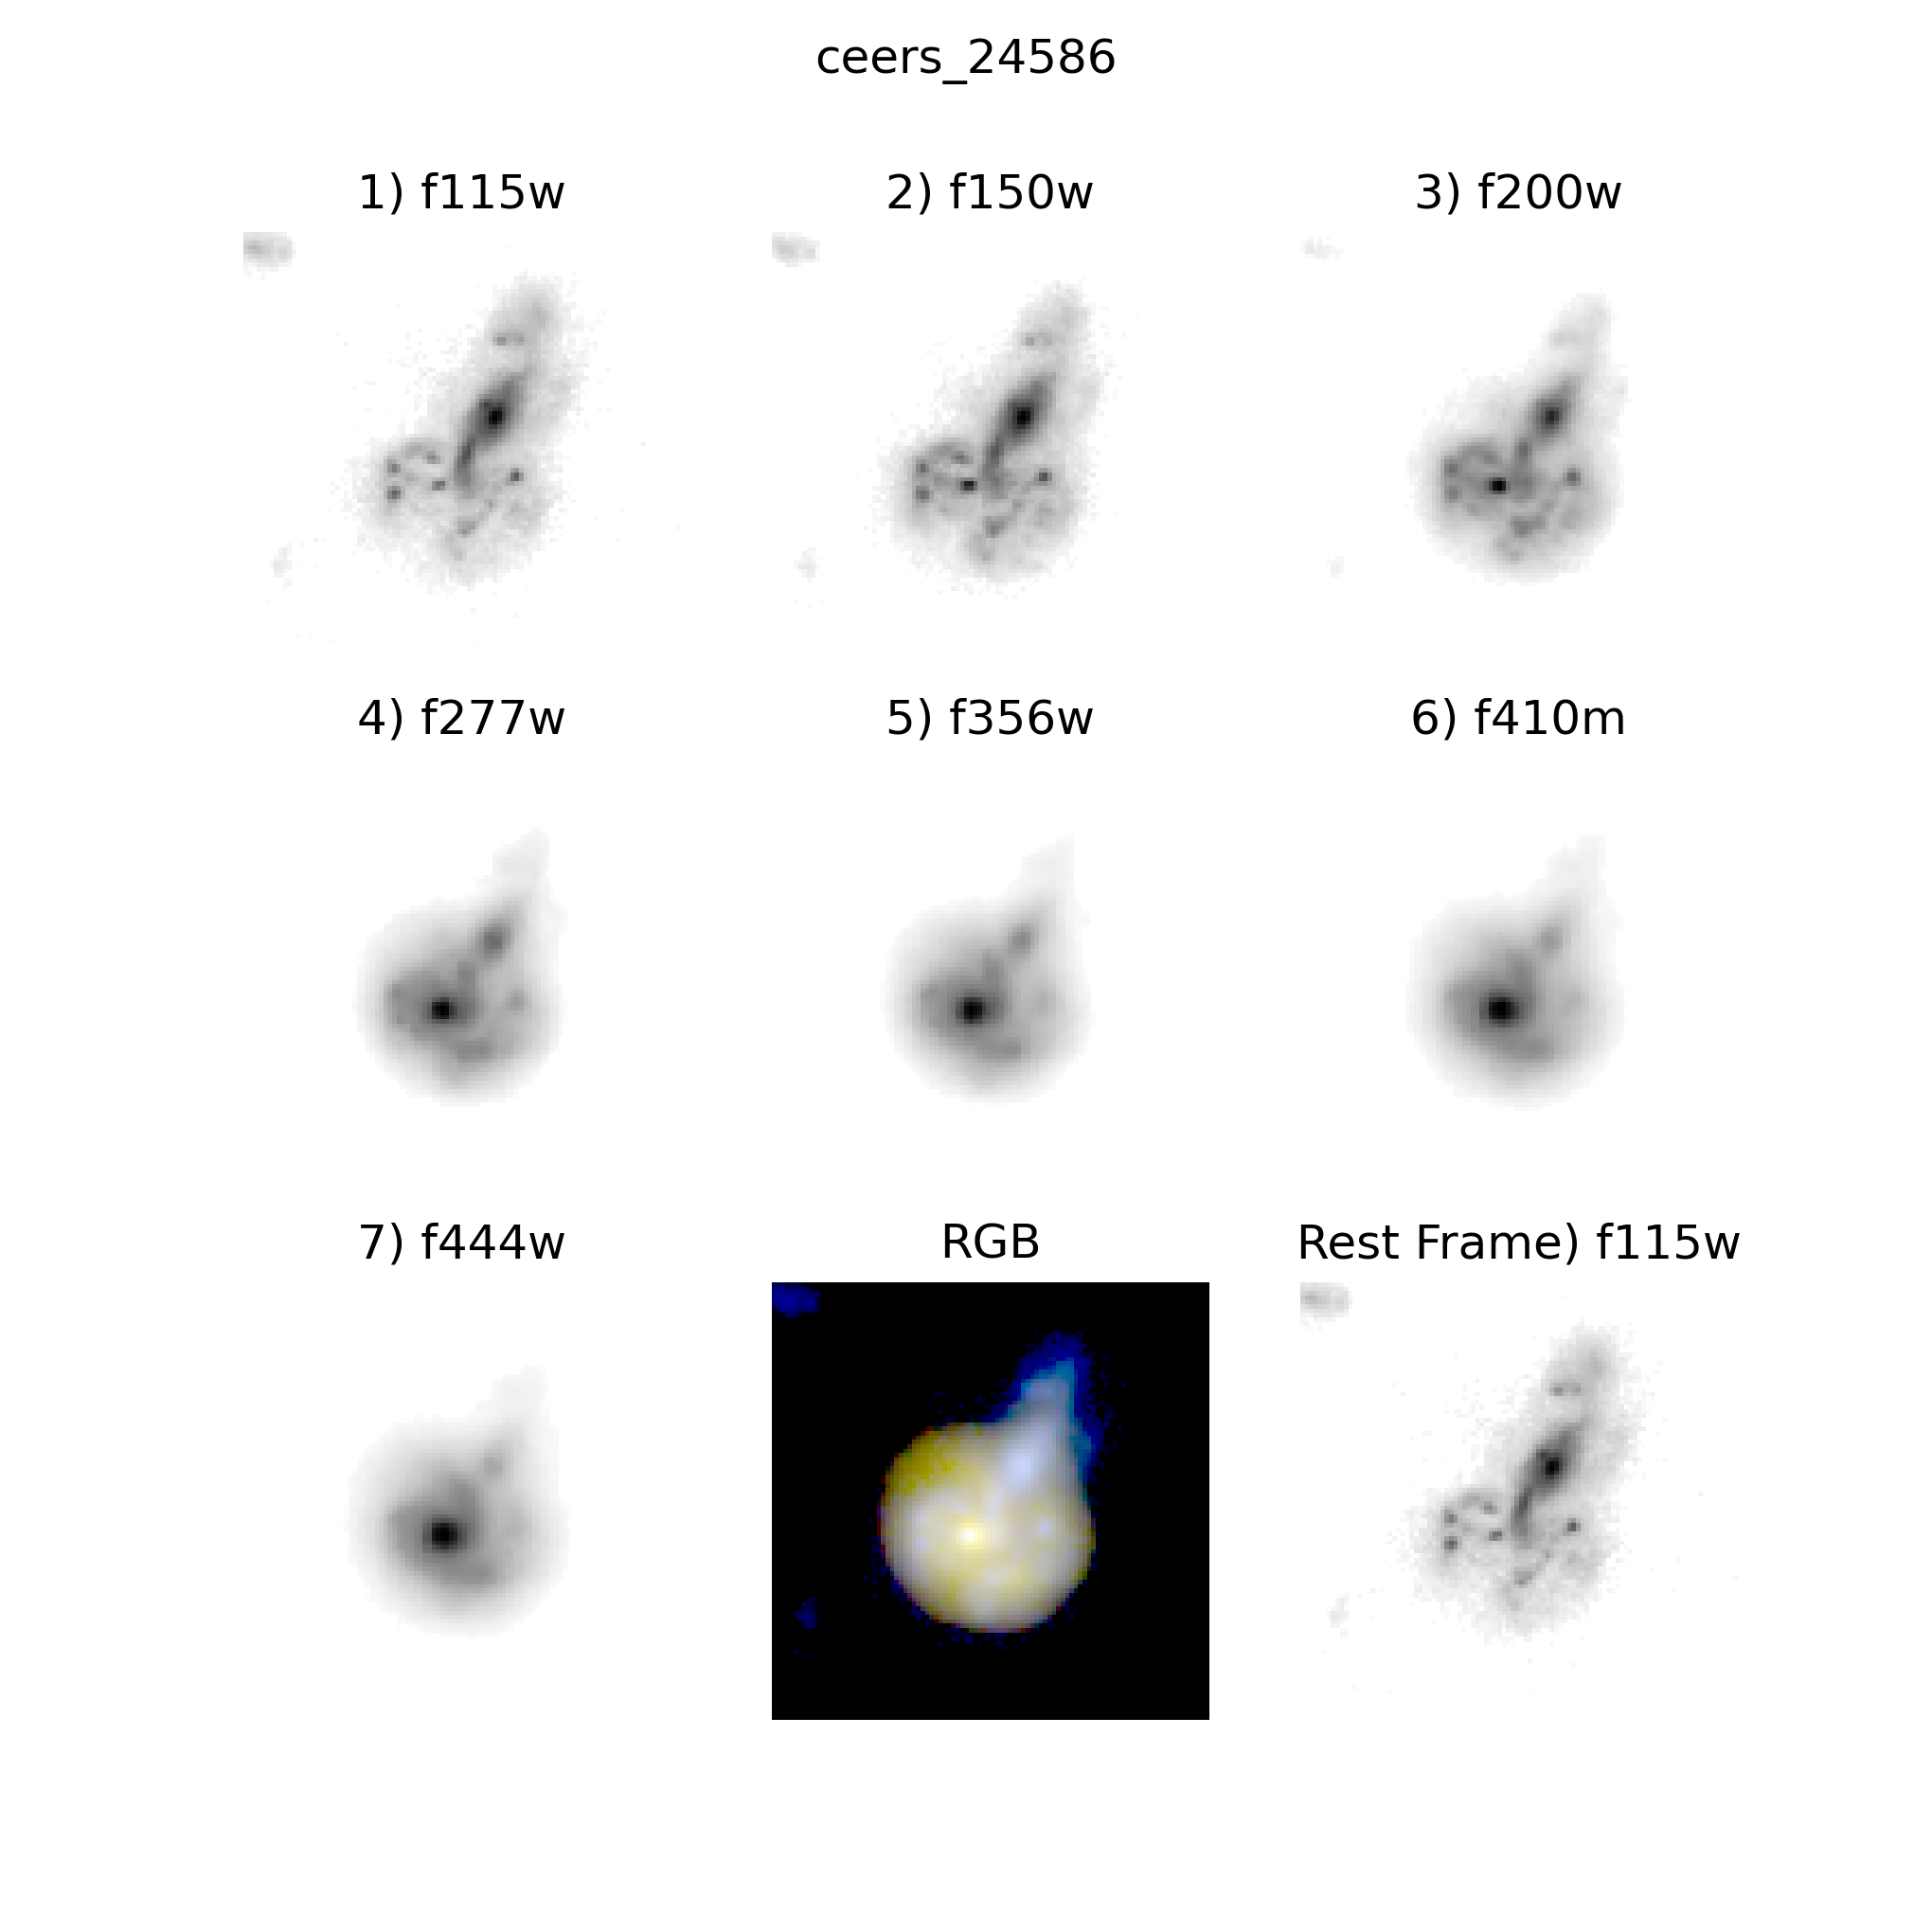 ceers_24586
1) f115w
2) f150w
3) f200w
4) f277w
5) f356w
6) f410m
7) f444w
RGB
Rest Frame) f115w